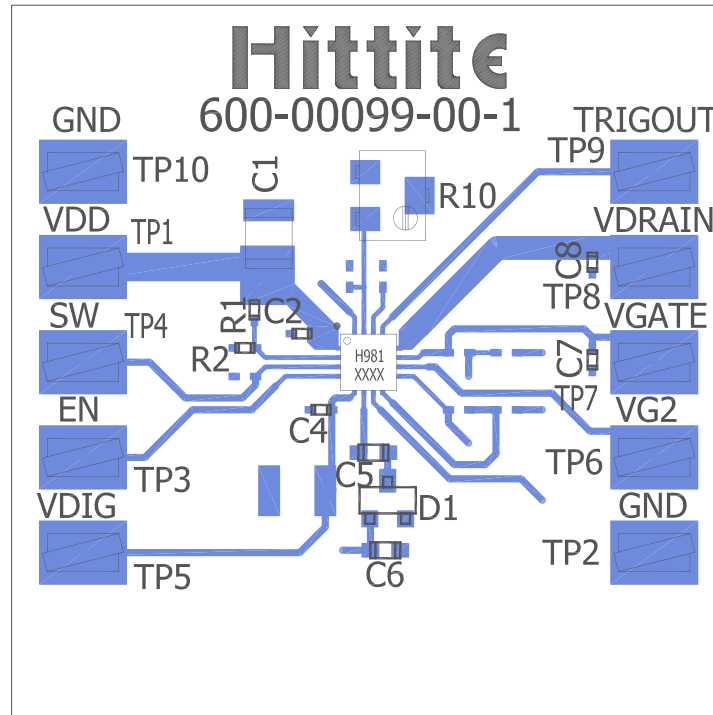 Hittite
600-00099-00-1
GND
TRIGOUT
TP10
C1
R10
TP9
VDD
TP1
VDRAIN
C8
TP8
SW
TP4
R1
C2
VGATE
R2
H981
XXXX
C7
TP7
EN
C4
VG2
TP3
C5
TP6
VDIG
D1
GND
TP5
C6
TP2